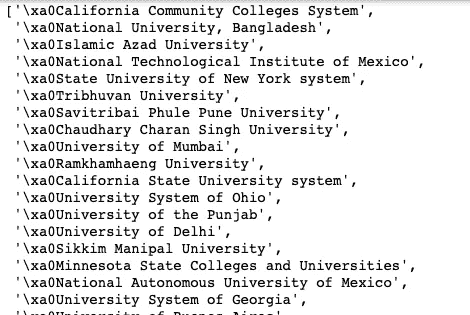 ['\xa0California Community Colleges System',
'\xa0National University, Bangladesh',
'\xa0Islamic Azad University',
'\xa0National Technological Institute of Mexico',
'\xa0State University of New York system',
'\xa0Tribhuvan University',
'\xa0Savitribai Phule Pune University',
'\xa0Chaudhary Charan Singh University',
'\xa0University of Mumbai',
'\xa0Ramkhamhaeng University',
'\xa0California State University system',
'\xa0University System of Ohio',
'\xa0University of the Punjab',
'\xa0University of Delhi',
'\xa0Sikkim Manipal University',
'\xa0Minnesota State Colleges and Universities',
'\xa0National Autonomous University of Mexico',
'\xa0University System of Georgia',